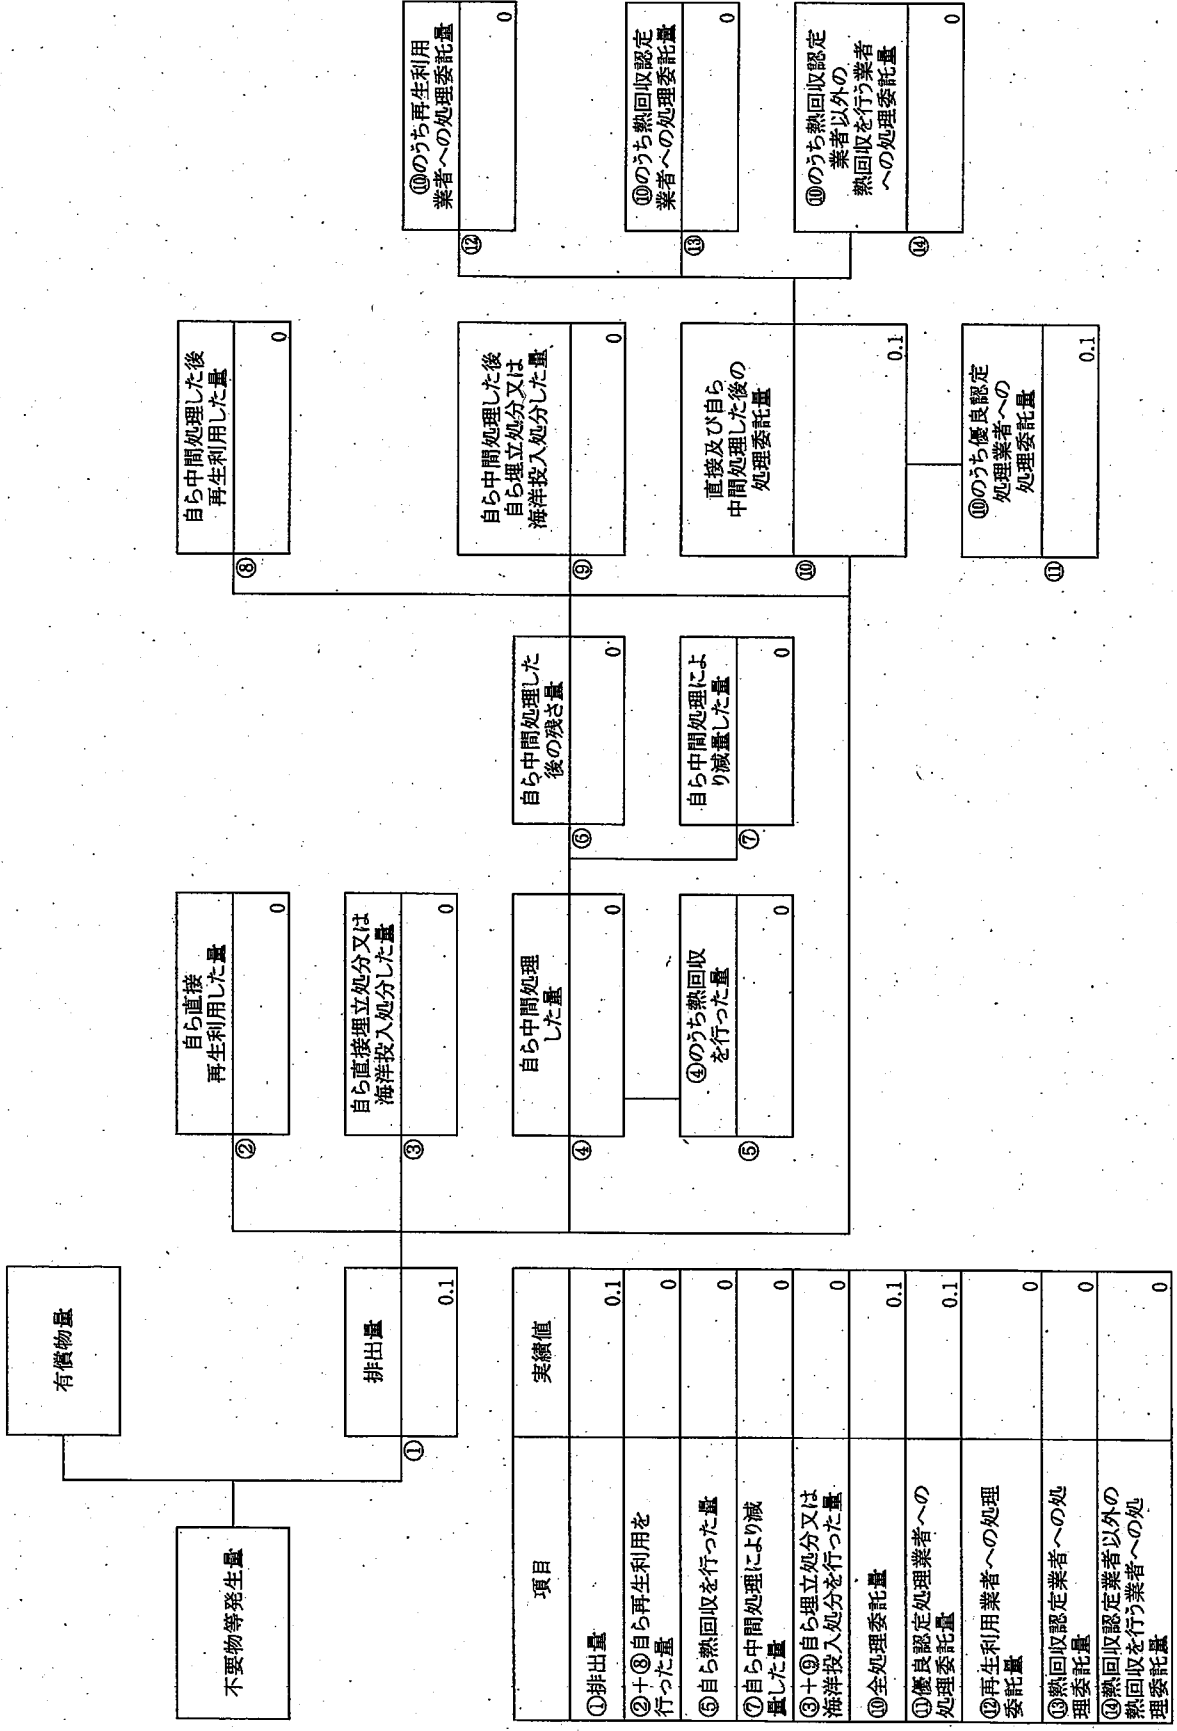 不要物等発生量
有償物量
①
排出量
0.1
②
自ら直接
再生利用した量
0
③
自ら直接埋立処分又は
海洋投入処分した量
0
④
自ら中間処理
した量
0
⑤
④のうち熱回収
を行った量
0
⑥
自ら中間処理した
後の残さ量
0
⑦
自ら中間処理によ
り減量した量
0
⑧
自ら中間処理した後
再生利用した量
0
⑨
自ら中間処理した後
自ら埋立処分又は
海洋投入処分した量
0
⑩
直接及び自ら
中間処理した後の
処理委託量
0.1
⑪
⑩のうち優良認定
処理業者への
処理委託量
0.1
⑫
⑩のうち再生利用
業者への処理委託量
0
⑬
⑩のうち熱回収認定
業者への処理委託量
0
⑭
⑩のうち熱回収認定
業者以外の
熱回収を行う業者
への処理委託量
0
項目 実績値
①排出量 0.1
②+⑧自ら再生利用を
行った量 0
⑤自ら熱回収を行った量 0
⑦自ら中間処理により減
量した量 0
③+⑨自ら埋立処分又は
海洋投入処分を行った量 0
⑩全処理委託量 0.1
⑪優良認定処理業者への
処理委託量 0.1
⑫再生利用業者への処理
委託量 0
⑬熱回収認定業者への処
理委託量 0
⑭熱回収認定業者以外の
熱回収を行う業者への処
理委託量 0